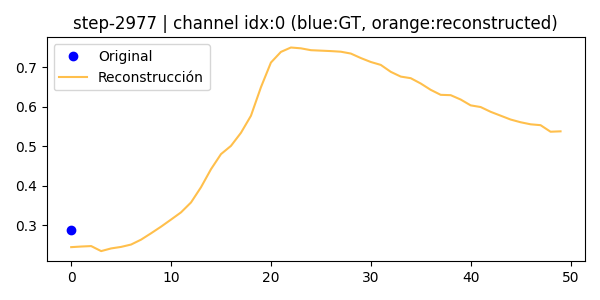 step-2977 | channel idx:0 (blue:GT, orange:reconstructed)
Original
Reconstrucción
0.7
0.6
0.5
0.4
0.3
0 10 20 30 40 50